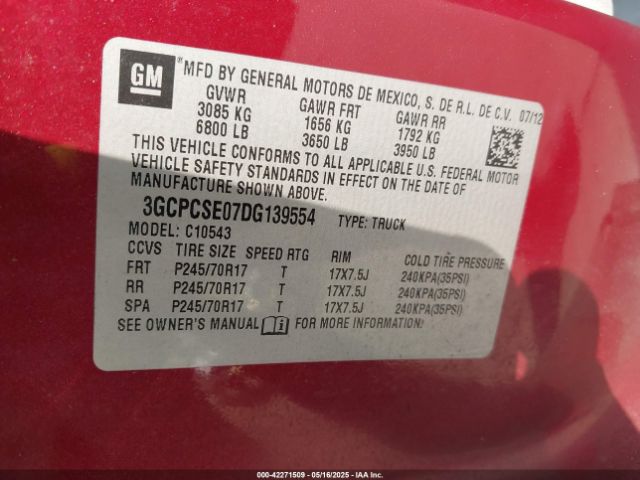 GM
MFD BY GENERAL MOTORS DE MEXICO, S. DE R.L. DE C.V. 07/12
GVWR GAWR FRT GAWR RR
3085 KG 1656 KG 1792 KG
6800 LB 3650 LB 3950 LB
THIS VEHICLE CONFORMS TO ALL APPLICABLE U.S. FEDERAL MOTOR
VEHICLE SAFETY STANDARDS IN EFFECT ON THE DATE OF
MANUFACTURE SHOWN ABOVE.
3GCPCSE07DG139554 TYPE: TRUCK
MODEL: C10543
CCVS TIRE SIZE SPEED RTG RIM COLD TIRE PRESSURE
FRT P245/70R17 T 17X7.5J 240KPA(35PSI)
RR P245/70R17 T 17X7.5J 240KPA(35PSI)
SPA P245/70R17 T 17X7.5J 240KPA(35PSI)
SEE OWNER'S MANUAL FOR MORE INFORMATION.
000-42271509 - 05/16/2025 - IAAI.COM